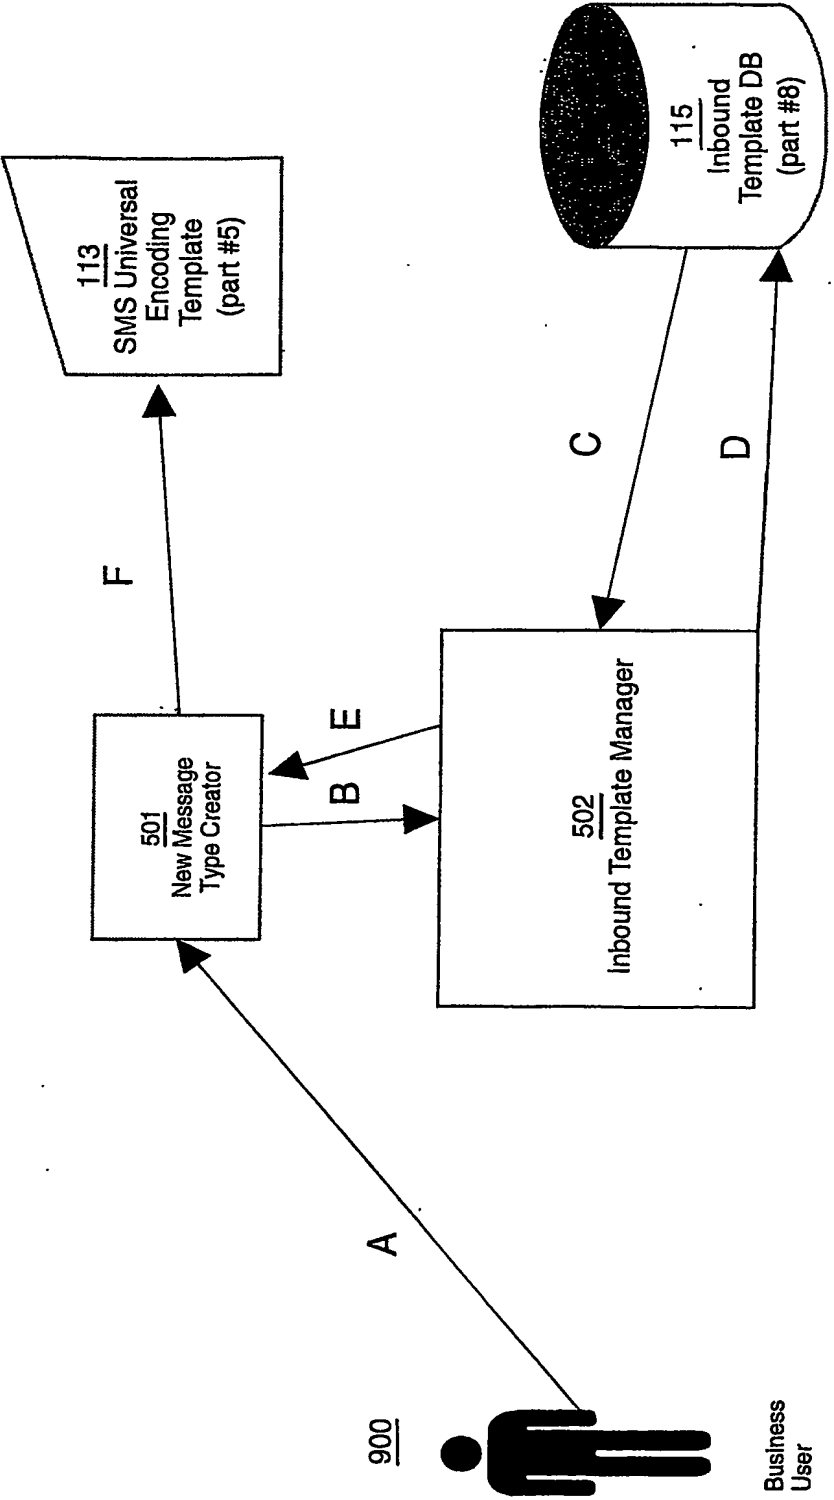 900
Business
User
A
501
New Message
Type Creator
B
E
F
113
SMS Universal
Encoding
Template
(part #5)
502
Inbound Template Manager
C
D
115
Inbound
Template DB
(part #8)